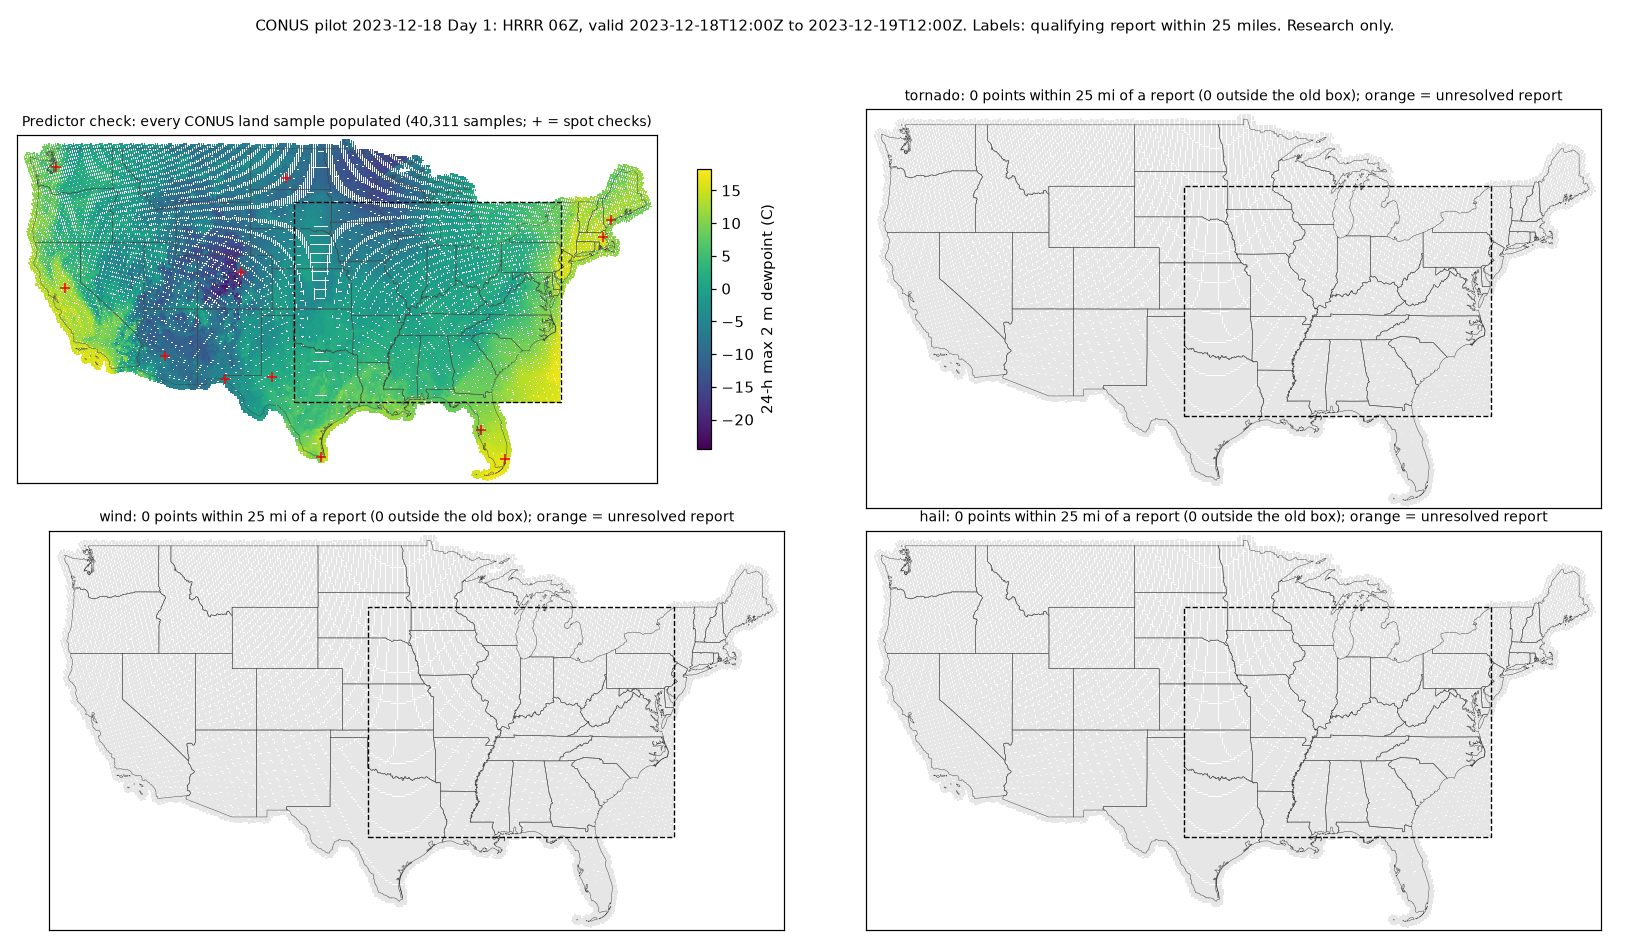 CONUS pilot 2023-12-18 Day 1: HRRR 06Z, valid 2023-12-18T12:00Z to 2023-12-19T12:00Z. Labels: qualifying report within 25 miles. Research only.
Predictor check: every CONUS land sample populated (40,311 samples; + = spot checks)
15
10
5
0
−5
−10
−15
−20
24-h max 2 m dewpoint (C)
tornado: 0 points within 25 mi of a report (0 outside the old box); orange = unresolved report
wind: 0 points within 25 mi of a report (0 outside the old box); orange = unresolved report
hail: 0 points within 25 mi of a report (0 outside the old box); orange = unresolved report